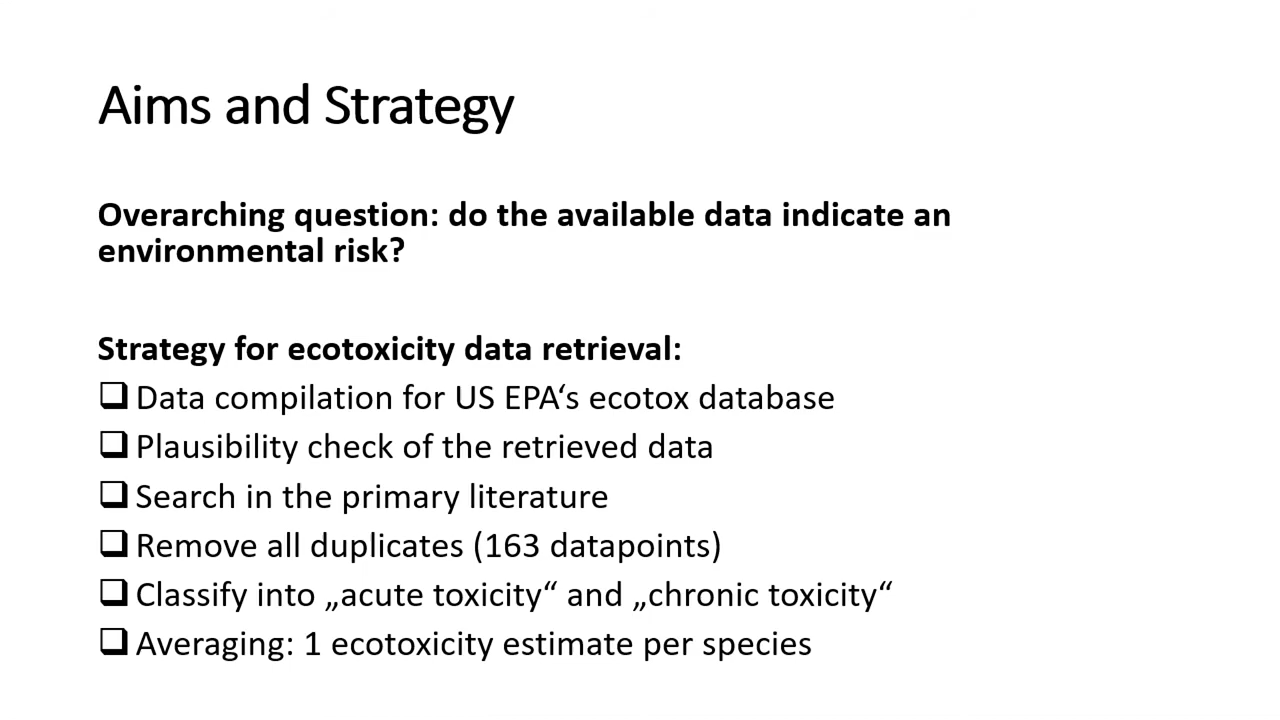 Aims and Strategy
Overarching question: do the available data indicate an
environmental risk?
Strategy for ecotoxicity data retrieval:
❑ Data compilation for US EPA‘s ecotox database
❑ Plausibility check of the retrieved data
❑ Search in the primary literature
❑ Remove all duplicates (163 datapoints)
❑ Classify into „acute toxicity“ and „chronic toxicity“
❑ Averaging: 1 ecotoxicity estimate per species